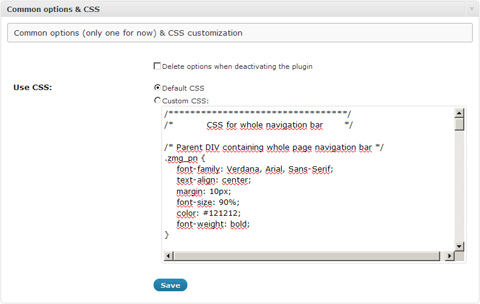 Common options & CSS
Common options (only one for now) & CSS customization
Delete options when deactivating the plugin
Use CSS:
Default CSS
Custom CSS:
/*********************************/
/* CSS for whole navigation bar */
/* Parent DIV containing whole page navigation bar */
.zmg_pn {
font-family: Verdana, Arial, Sans-Serif;
text-align: center;
margin: 10px;
font-size: 90%;
color: #121212;
font-weight: bold;
}
Save